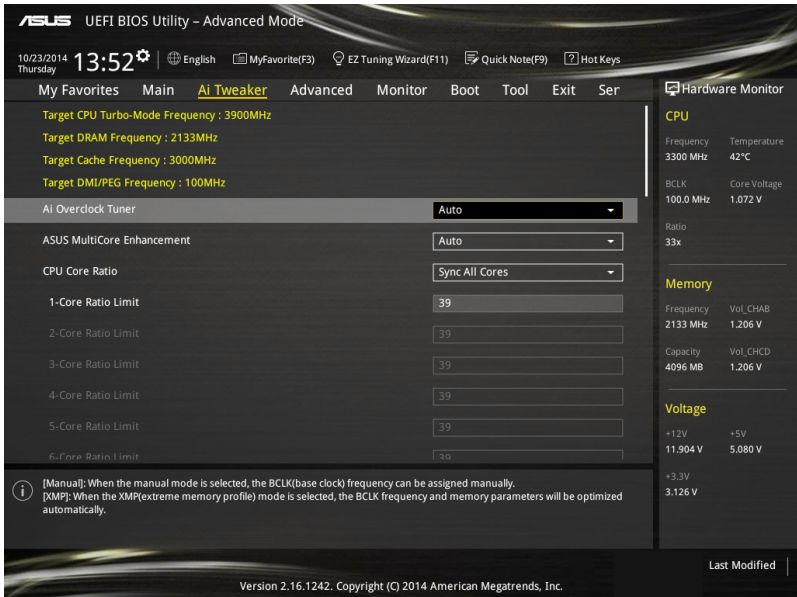 ASUS UEFI BIOS Utility – Advanced Mode
10/23/2014
Thursday
13:52
English
MyFavorite(F3)
EZ Tuning Wizard(F11)
Quick Note(F9)
? Hot Keys
My Favorites Main Ai Tweaker Advanced Monitor Boot Tool Exit Ser
Target CPU Turbo-Mode Frequency : 3900MHz
Target DRAM Frequency : 2133MHz
Target Cache Frequency : 3000MHz
Target DMI/PEG Frequency : 100MHz
Ai Overclock Tuner Auto
ASUS MultiCore Enhancement Auto
CPU Core Ratio Sync All Cores
1-Core Ratio Limit 39
2-Core Ratio Limit 39
3-Core Ratio Limit 39
4-Core Ratio Limit 39
5-Core Ratio Limit 39
6-Core Ratio Limit 39
[Manual]: When the manual mode is selected, the BCLK(base clock) frequency can be assigned manually.
[XMP]: When the XMP(extreme memory profile) mode is selected, the BCLK frequency and memory parameters will be optimized
automatically.
Hardware Monitor
CPU
Frequency Temperature
3300 MHz 42°C
BCLK Core Voltage
100.0 MHz 1.072 V
Ratio
33x
Memory
Frequency Vol_CHAB
2133 MHz 1.206 V
Capacity Vol_CHCD
4096 MB 1.206 V
Voltage
+12V +5V
11.904 V 5.080 V
+3.3V
3.126 V
Last Modified
Version 2.16.1242. Copyright (C) 2014 American Megatrends, Inc.